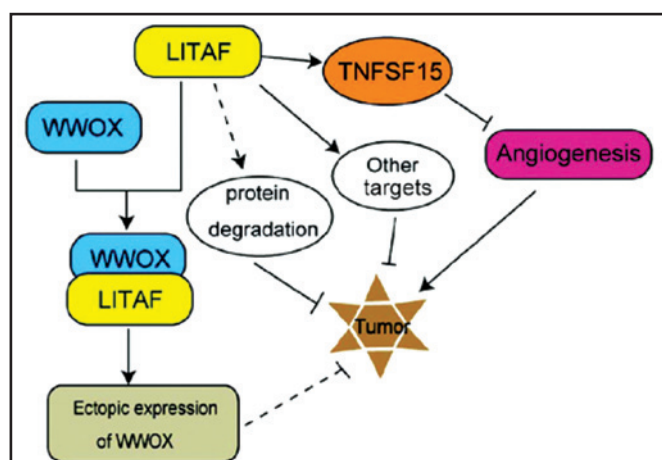 LITAF
TNFSF15
WWOX
Angiogenesis
Other
targets
protein
degradation
WWOX
LITAF
Tumor
Ectopic expression
of WWOX